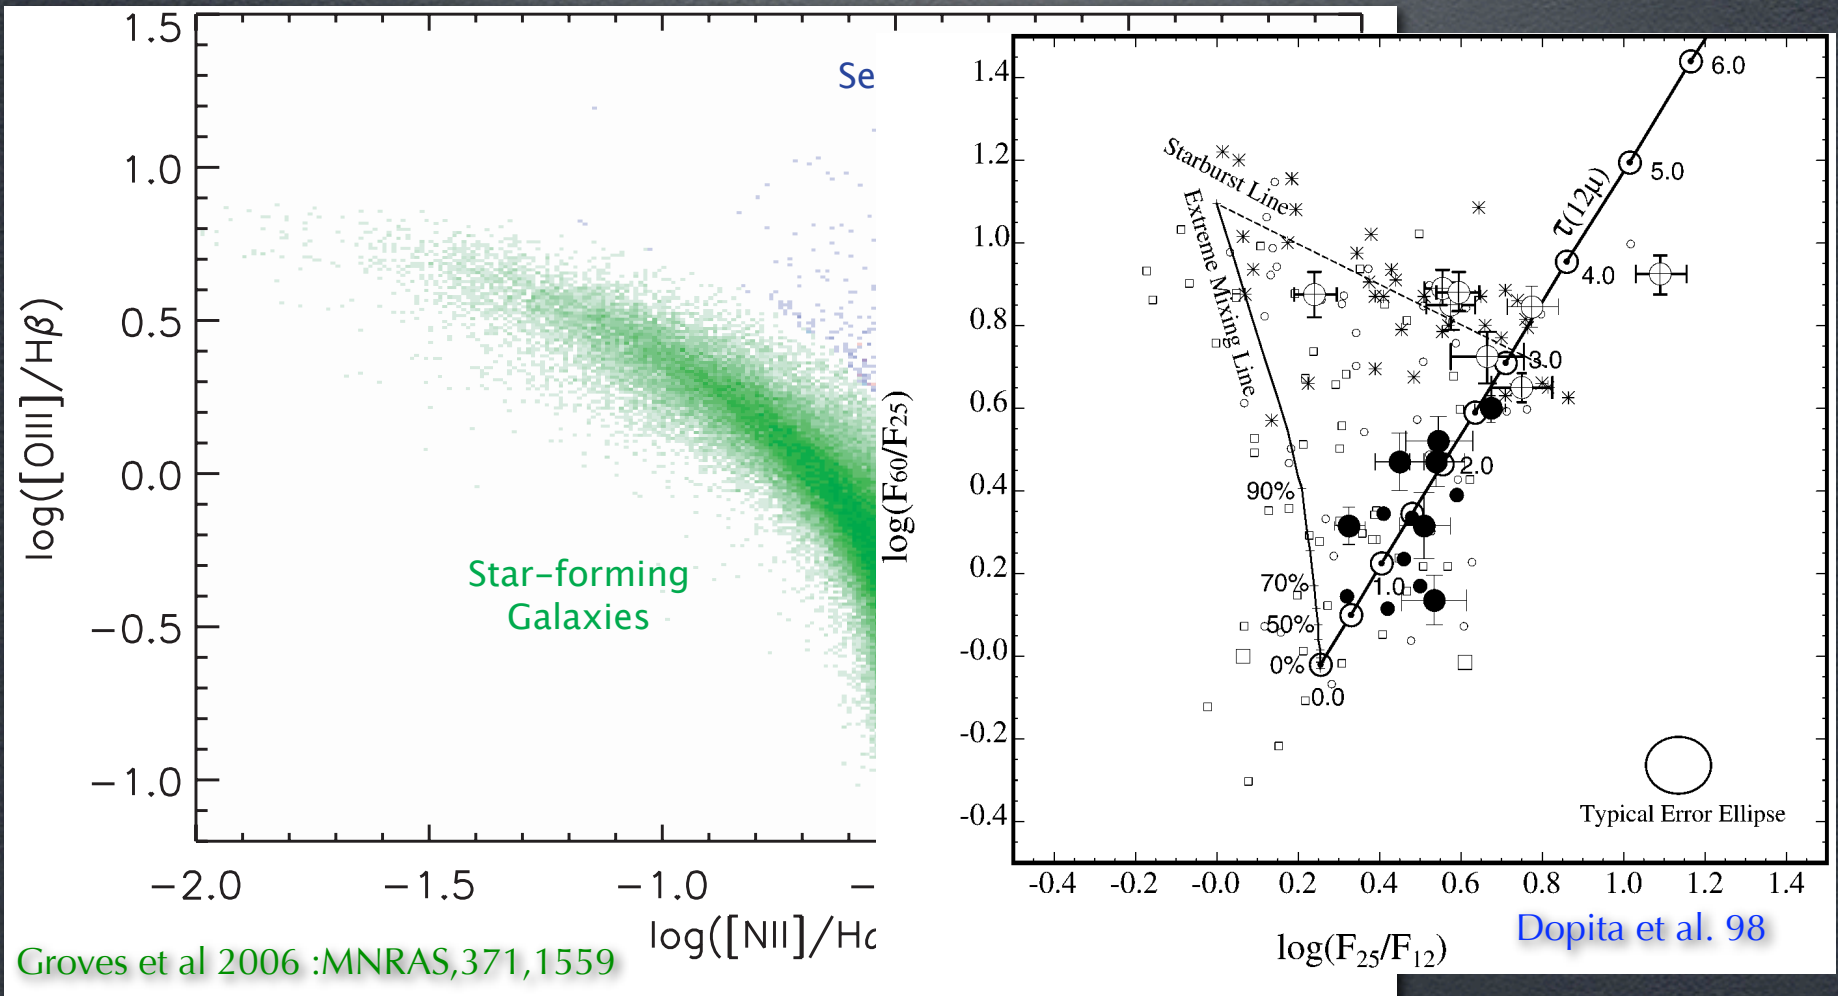 1.5
1.0
0.5
0.0
−0.5
−1.0
log([OIII]/Hβ)
Se
Star-forming
Galaxies
−2.0 −1.5 −1.0 −
log([NII]/Hα
Groves et al 2006 :MNRAS,371,1559
1.4
1.2
1.0
0.8
0.6
0.4
0.2
-0.0
-0.2
-0.4
log(F60/F25)
Starburst Line
Extreme Mixing Line
τ(12μ)
6.0
5.0
4.0
3.0
2.0
1.0
0.0
90%
70%
50%
0%
Typical Error Ellipse
-0.4 -0.2 -0.0 0.2 0.4 0.6 0.8 1.0 1.2 1.4
log(F25/F12)
Dopita et al. 98